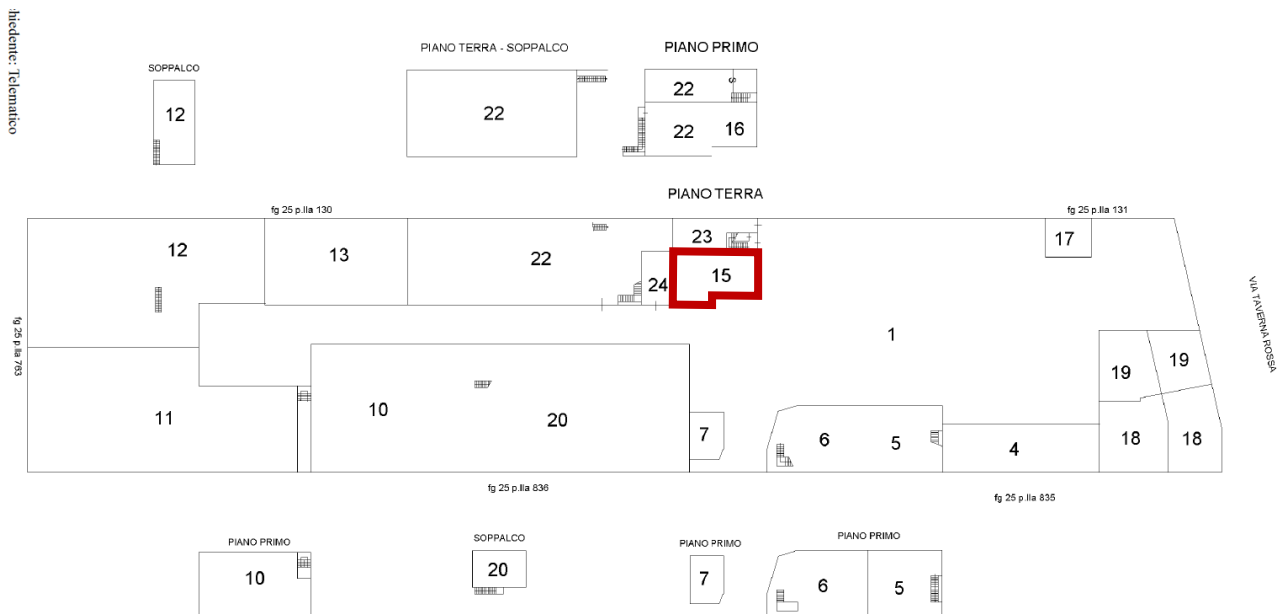 :hiedente: Telematico
PIANO TERRA - SOPPALCO
PIANO PRIMO
SOPPALCO
12
22
22
S
22
16
PIANO TERRA
fg 25 p.lla 130
fg 25 p.lla 131
12
13
22
23
24
15
17
1
VIA TAVERNA ROSSA
fg 25 p.lla 763
11
10
20
7
6
5
4
19
19
18
18
fg 25 p.lla 836
fg 25 p.lla 835
PIANO PRIMO
SOPPALCO
PIANO PRIMO
PIANO PRIMO
10
20
7
6
5